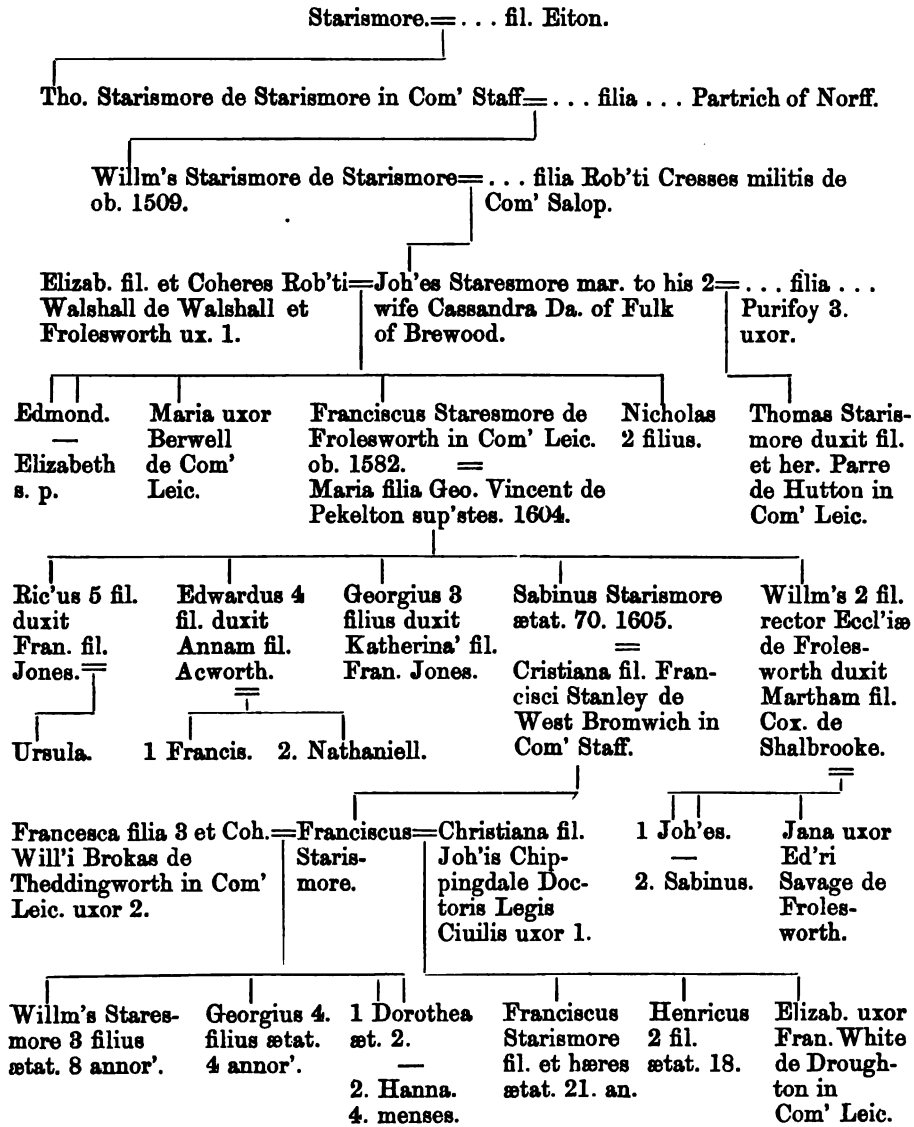 Starismore.=. . . fil. Eiton.
Tho. Starismore de Starismore in Com' Staff=. . . filia . . . Partrich of Norff.
Willm's Starismore de Starismore=. . . filia Rob'ti Cresses militis de
ob. 1509.
Com' Salop.
Elizab. fil. et Coheres Rob'ti=
Walshall de Walshall et
Frolesworth ux. 1.
Joh'es Staresmore mar. to his 2=
wife Cassandra Da. of Fulk
of Brewood.
. . . filia . . .
Purifoy 3.
uxor.
Edmond.
—
Elizabeth
s. p.
Maria uxor
Berwell
de Com'
Leic.
Franciscus Staresmore de
Frolesworth in Com' Leic.
ob. 1582. =
Maria filia Geo. Vincent de
Pekelton sup'stes. 1604.
Nicholas
2 filius.
Thomas Staris-
more duxit fil.
et her. Parre
de Hutton in
Com' Leic.
Ric'us 5 fil.
duxit
Fran. fil.
Jones.=
Edwardus 4
fil. duxit
Annam fil.
Acworth.
=
Georgius 3
filius duxit
Katherina' fil.
Fran. Jones.
Sabinus Starismore
ætat. 70. 1605.
=
Cristiana fil. Fran-
cisci Stanley de
West Bromwich in
Com' Staff.
Willm's 2 fil.
rector Eccl'iæ
de Froles-
worth duxit
Martham fil.
Cox. de
Shalbrooke.
=
Ursula.
1 Francis.
2. Nathaniell.
Francesca filia 3 et Coh.=
Will'i Brokas de
Theddingworth in Com'
Leic. uxor 2.
Franciscus=
Staris-
more.
Christiana fil.
Joh'is Chip-
pingdale Doc-
toris Legis
Ciuilis uxor 1.
1 Joh'es.
—
2. Sabinus.
Jana uxor
Ed'ri
Savage de
Froles-
worth.
Willm's Stares-
more 3 filius
ætat. 8 annor'.
Georgius 4.
filius ætat.
4 annor'.
1 Dorothea
æt. 2.
—
2. Hanna.
4. menses.
Franciscus
Starismore
fil. et hæres
ætat. 21. an.
Henricus
2 fil.
ætat. 18.
Elizab. uxor
Fran. White
de Drough-
ton in
Com' Leic.